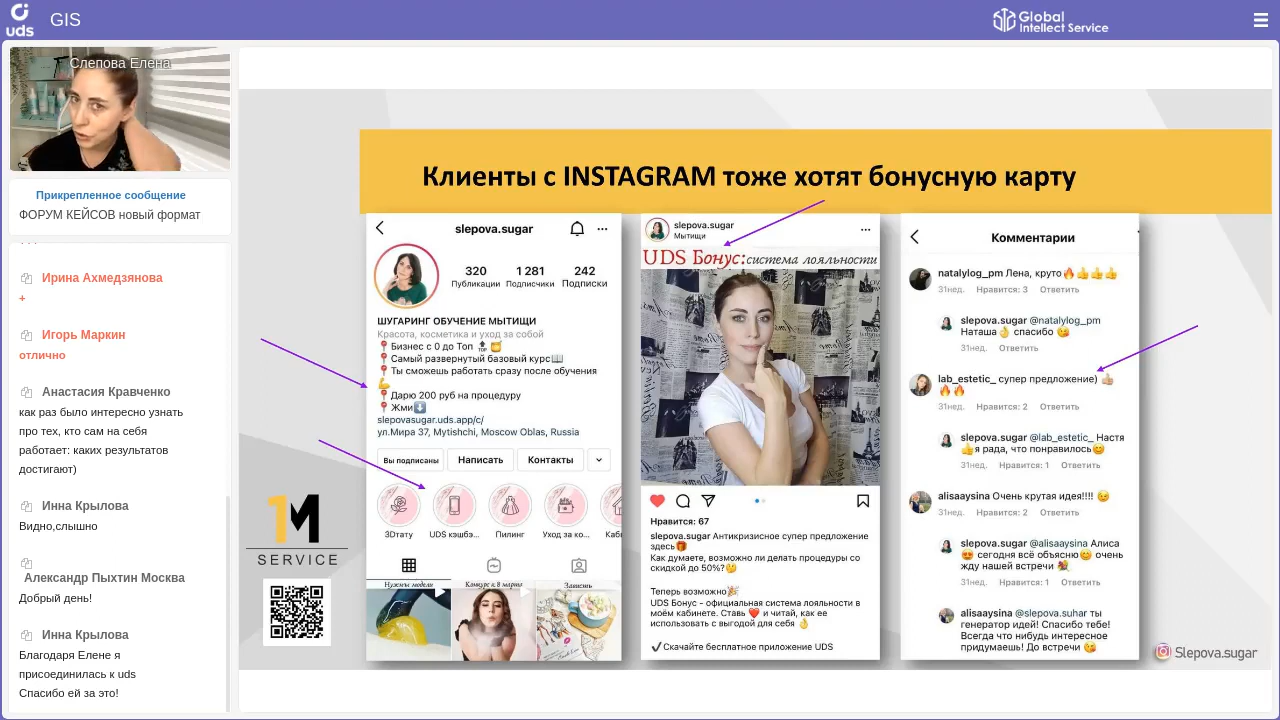 uds
GIS
Global
Intellect Service
Слепова Елена
Прикрепленное сообщение
ФОРУМ КЕЙСОВ новый формат
Ирина Ахмедзянова
+
Игорь Маркин
отлично
Анастасия Кравченко
как раз было интересно узнать
про тех, кто сам на себя
работает: каких результатов
достигают)
Инна Крылова
Видно,слышно
Александр Пыхтин Москва
Добрый день!
Инна Крылова
Благодаря Елене я
присоединилась к uds
Спасибо ей за это!
Клиенты с INSTAGRAM тоже хотят бонусную карту
1M
SERVICE
slepova.sugar
320
1 281
242
Публикации
Подписчики
Подписки
ШУГАРИНГ ОБУЧЕНИЕ МЫТИЩИ
Красота, косметика и уход за собой
📍Бизнес с 0 до Топ 🔝
📍Самый развернутый базовый курс📖
📍Ты сможешь работать сразу после обучения
💪
📍Дарю 200 руб на процедуру
📍Жми⬇️
slepovasugar.uds.app/c/
ул.Мира 37, Mytishchi, Moscow Oblas, Russia
Вы подписаны
Написать
Контакты
3Dтату
UDS кэшбэ...
Пилинг
Уход за ко...
Каби
Нужны модели
Конкурс к 8 марта
Зависть
slepova.sugar
Мытищи
UDS Бонус:система лояльности
Нравится: 67
slepova.sugar Антикризисное супер предложение
здесь🎁
Как думаете, возможно ли делать процедуры со
скидкой до 50%?🤔
Теперь возможно🎉
UDS Бонус - официальная система лояльности в
моём кабинете. Ставь ❤️ и читай, как ее
использовать с выгодой для себя 👌
✔️Скачайте бесплатное приложение UDS
Комментарии
natalylog_pm Лена, круто🔥👍👍👍
31нед. Нравится: 3 Ответить
slepova.sugar @natalylog_pm
Наташа👌 спасибо 😘
31нед. Ответить
lab_estetic_ супер предложение) 👍
🔥🔥
31нед. Нравится: 2 Ответить
slepova.sugar @lab_estetic_ Настя
👍я рада, что понравилось😊
31нед. Нравится: 1 Ответить
alisaaysina Очень крутая идея!!!! 😉
31нед. Нравится: 2 Ответить
slepova.sugar @alisaaysina Алиса
😍 сегодня всё объясню😊 очень
жду нашей встречи 💃
31нед. Нравится: 1 Ответить
alisaaysina @slepova.suhar ты
генератор идей! Спасибо тебе!
Всегда что нибудь интересное
придумаешь! До встречи 😘
Slepova.sugar